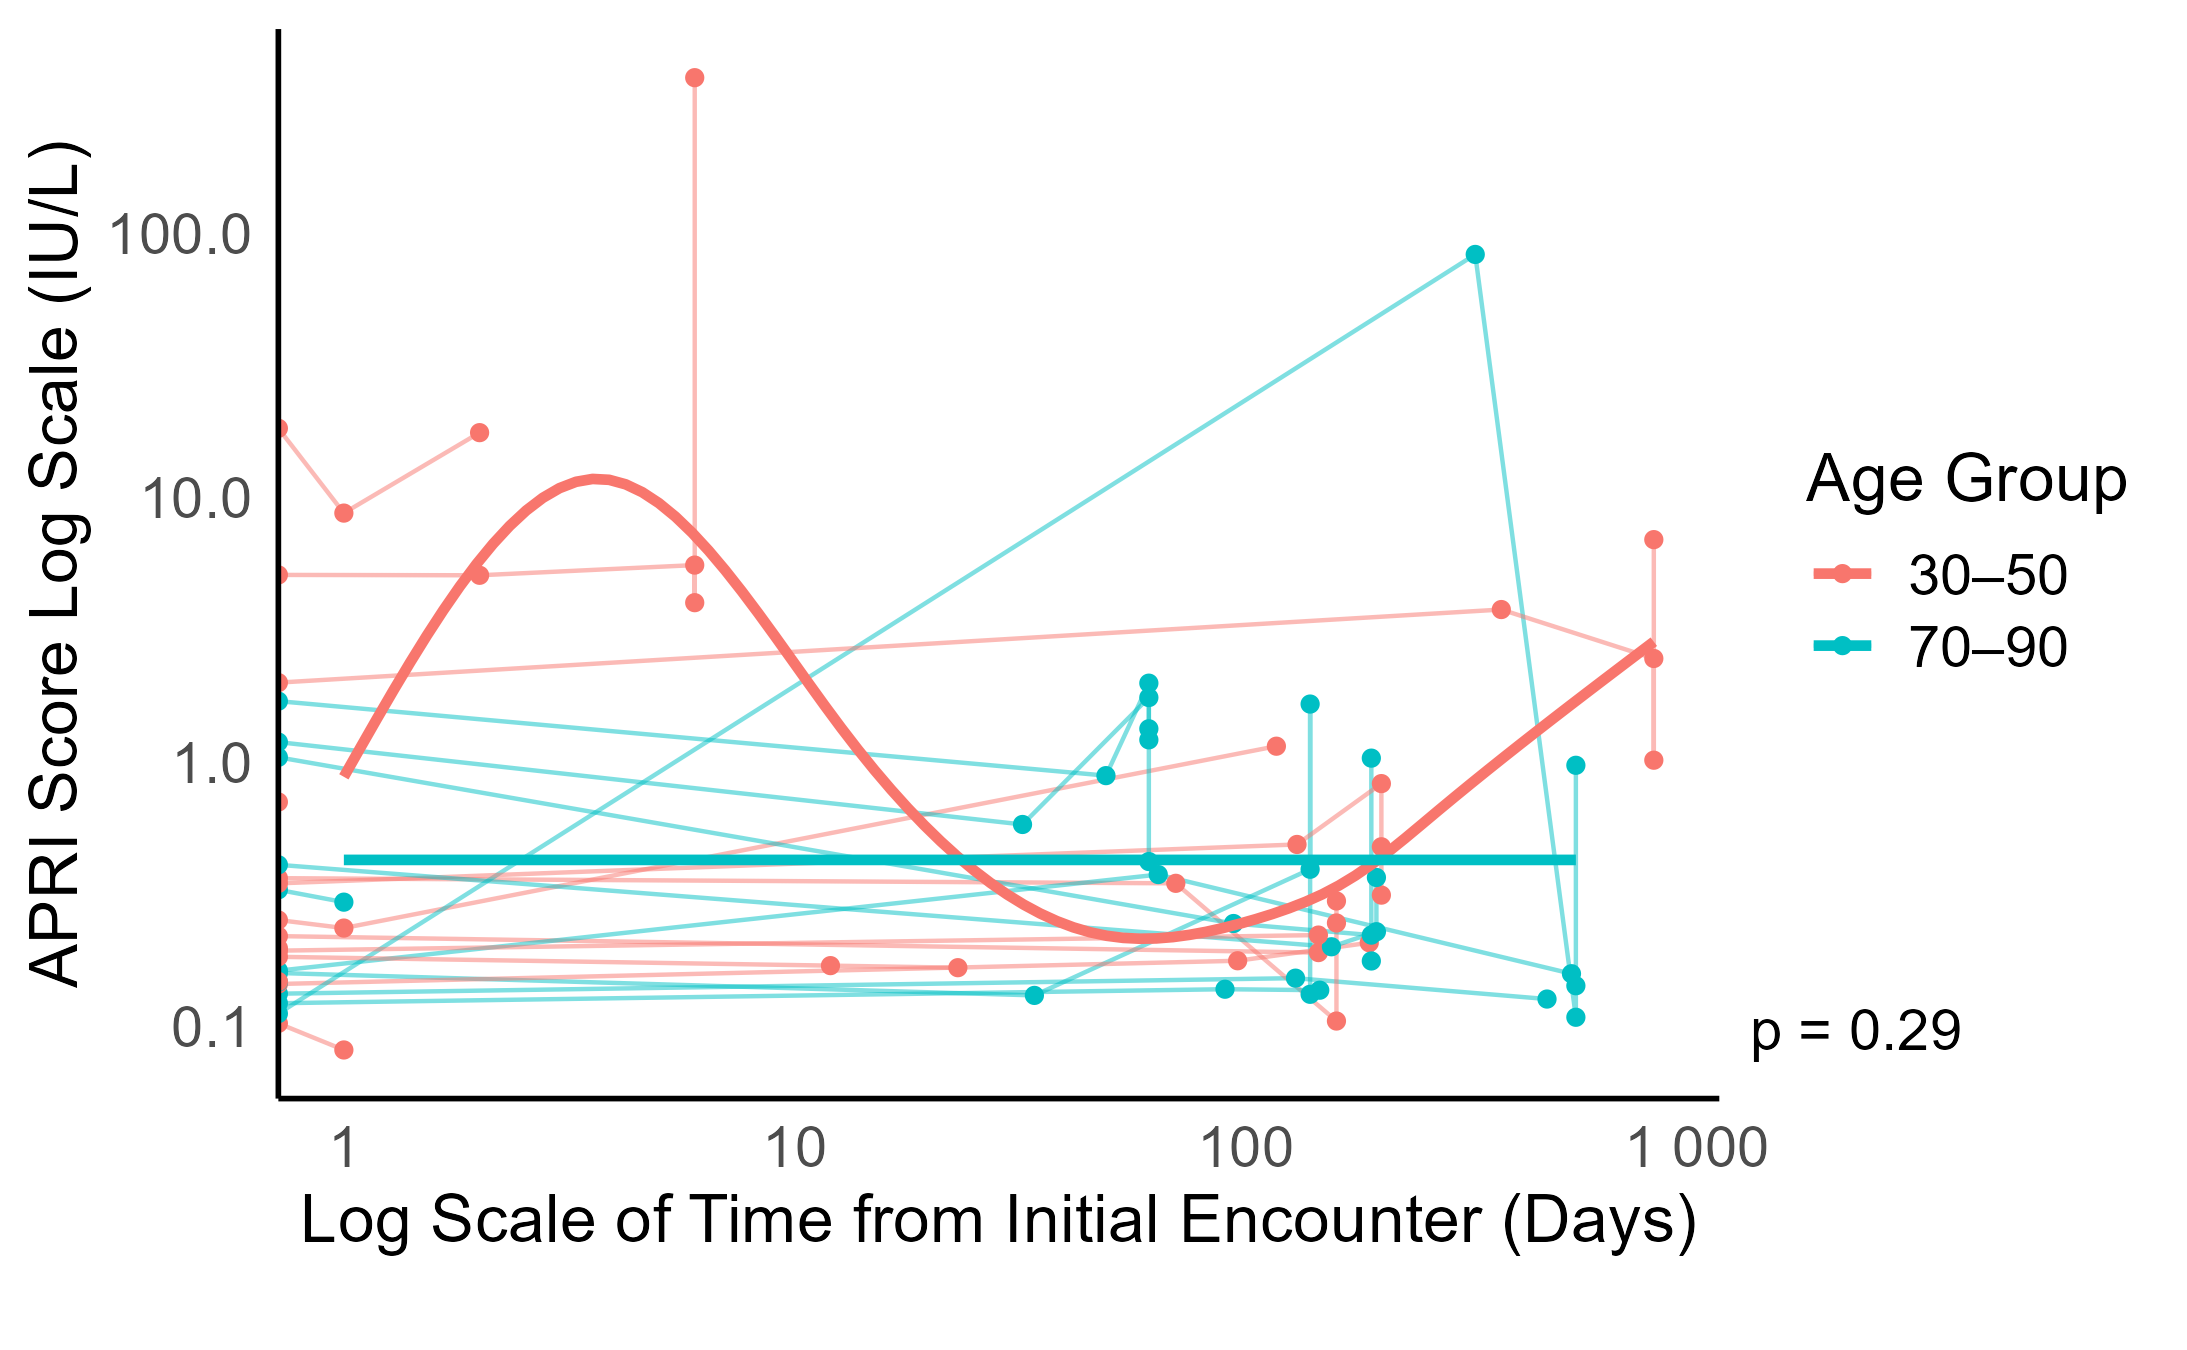 APRI Score Log Scale (IU/L)
100.0
10.0
1.0
0.1
1 10 100 1 000
Log Scale of Time from Initial Encounter (Days)
Age Group
30–50
70–90
p = 0.29